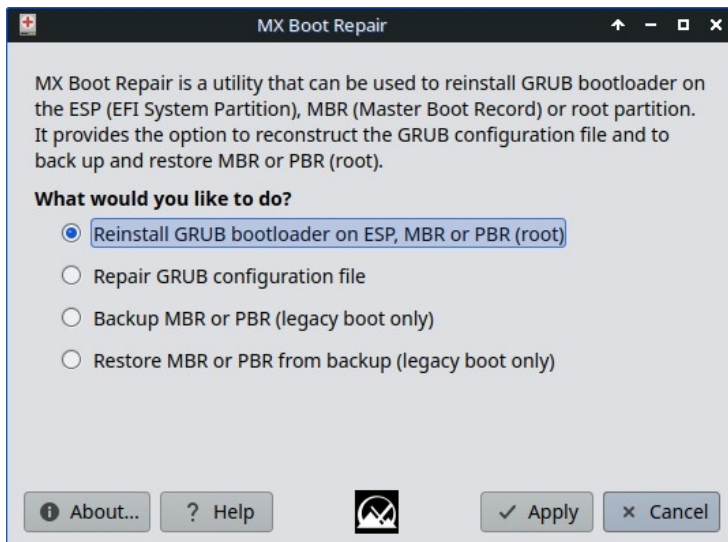 MX Boot Repair
MX Boot Repair is a utility that can be used to reinstall GRUB bootloader on
the ESP (EFI System Partition), MBR (Master Boot Record) or root partition.
It provides the option to reconstruct the GRUB configuration file and to
back up and restore MBR or PBR (root).
What would you like to do?
Reinstall GRUB bootloader on ESP, MBR or PBR (root)
Repair GRUB configuration file
Backup MBR or PBR (legacy boot only)
Restore MBR or PBR from backup (legacy boot only)
About... ? Help Apply Cancel